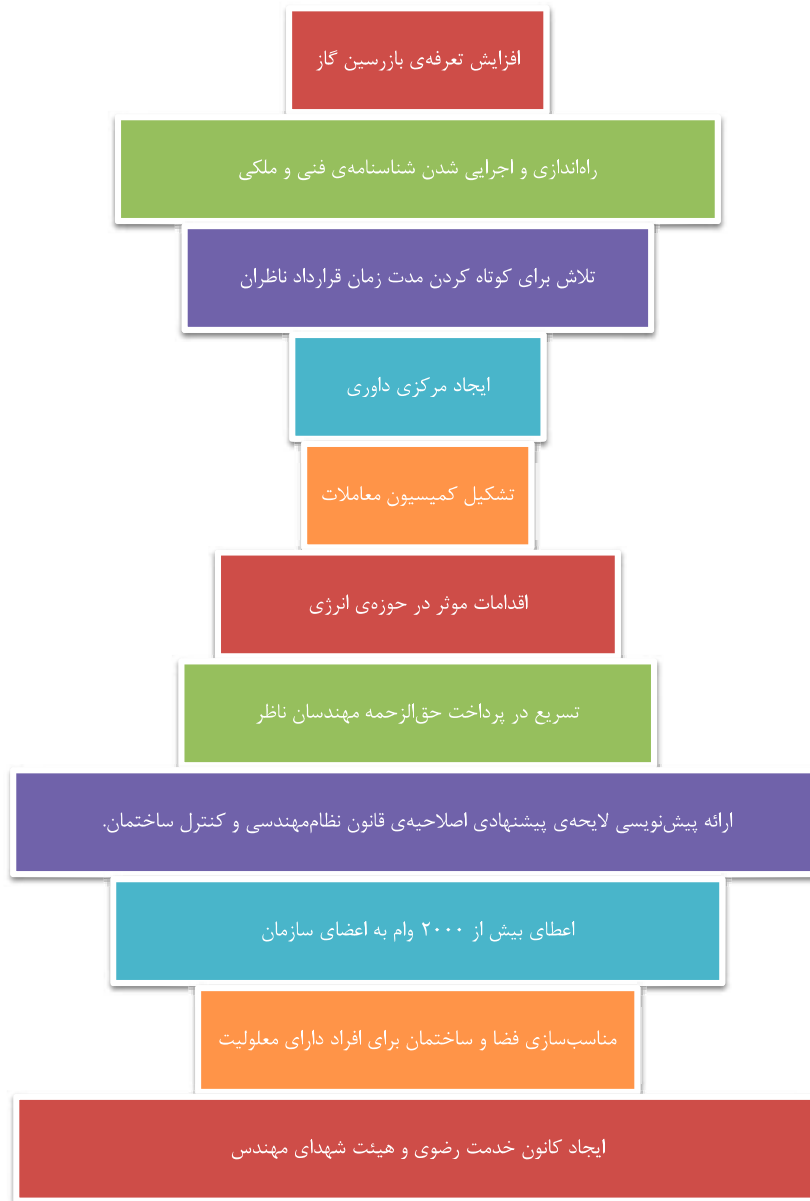 افزایش تعرفه‌ی بازرسین گاز
راه‌اندازی و اجرایی شدن شناسنامه‌ی فنی و ملکی
تلاش برای کوتاه کردن مدت زمان قرارداد ناظران
ایجاد مرکزی داوری
تشکیل کمیسیون معاملات
اقدامات موثر در حوزه‌ی انرژی
تسریع در پرداخت حق‌الزحمه مهندسان ناظر
ارائه پیش‌نویسی لایحه‌ی پیشنهادی اصلاحیه‌ی قانون نظام‌مهندسی و کنترل ساختمان.
اعطای بیش از ۲۰۰۰ وام به اعضای سازمان
مناسب‌سازی فضا و ساختمان برای افراد دارای معلولیت
ایجاد کانون خدمت رضوی و هیئت شهدای مهندس